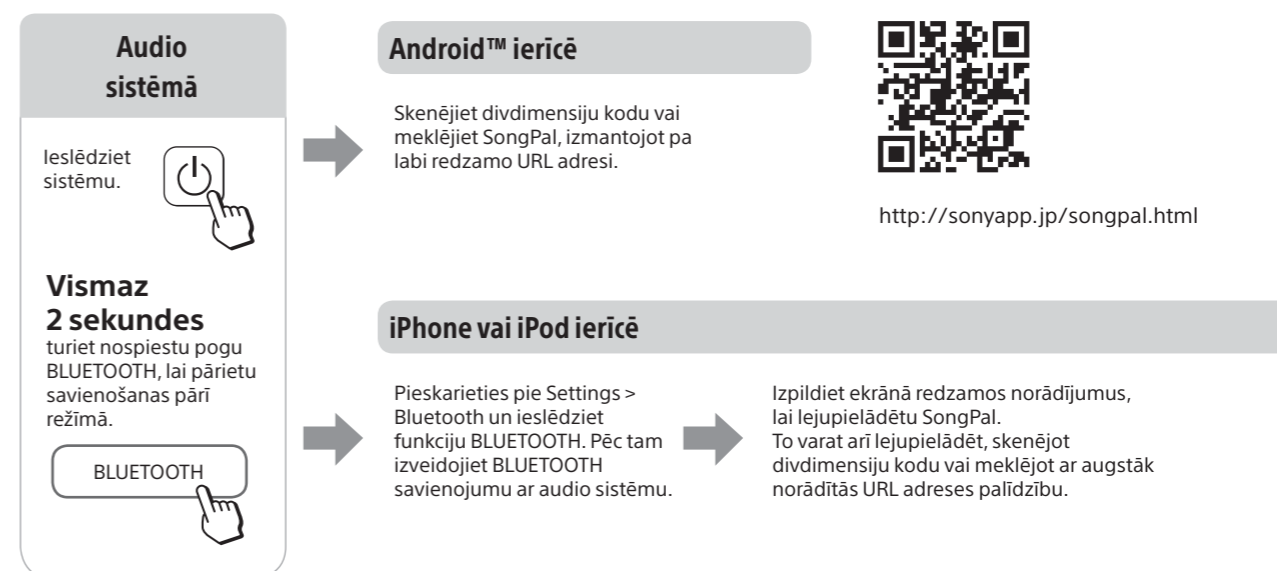 Audio
sistēmā
Ieslēdziet
sistēmu.
Vismaz
2 sekundes
turiet nospiestu pogu
BLUETOOTH, lai pārietu
savienošanas pārī
režīmā.
BLUETOOTH
Android™ ierīcē
Skenējiet divdimensiju kodu vai
meklējiet SongPal, izmantojot pa
labi redzamo URL adresi.
http://sonyapp.jp/songpal.html
iPhone vai iPod ierīcē
Pieskarieties pie Settings >
Bluetooth un ieslēdziet
funkciju BLUETOOTH. Pēc tam
izveidojiet BLUETOOTH
savienojumu ar audio sistēmu.
Izpildiet ekrānā redzamos norādījumus,
lai lejupielādētu SongPal.
To varat arī lejupielādēt, skenējot
divdimensiju kodu vai meklējot ar augstāk
norādītās URL adreses palīdzību.